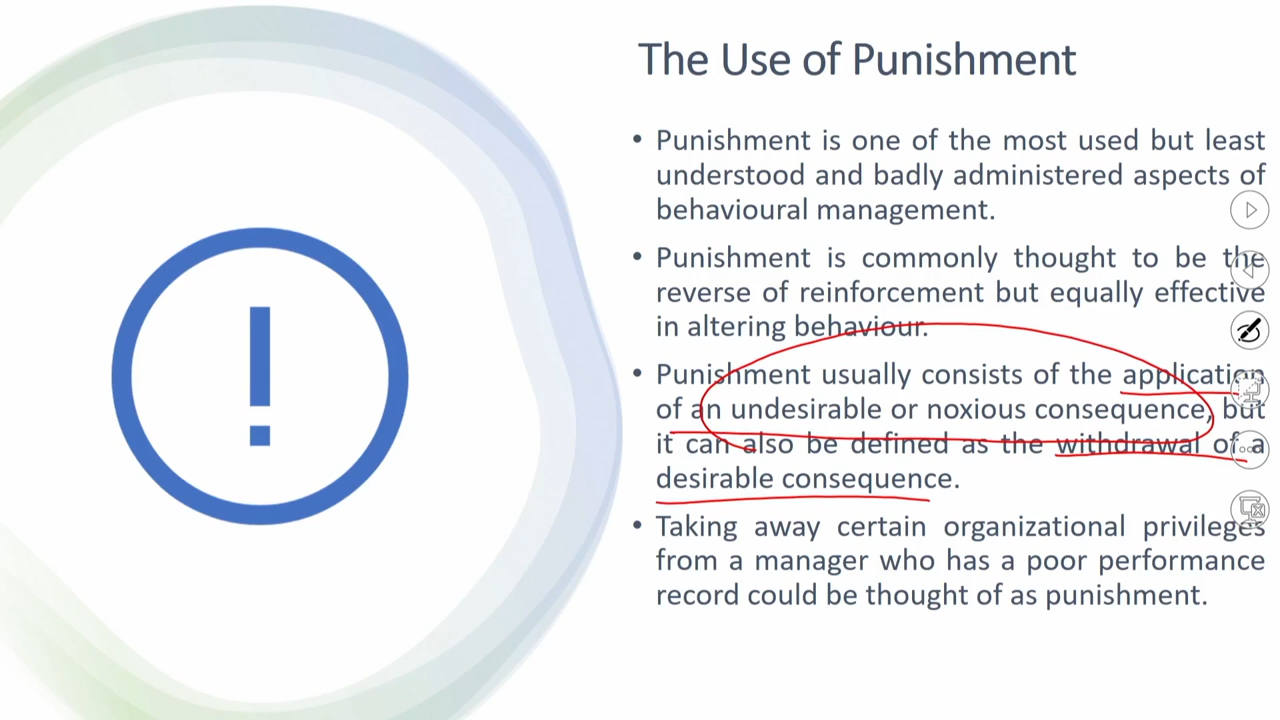 The Use of Punishment
• Punishment is one of the most used but least
understood and badly administered aspects of
behavioural management.
• Punishment is commonly thought to be the
reverse of reinforcement but equally effective
in altering behaviour.
• Punishment usually consists of the application
of an undesirable or noxious consequence, but
it can also be defined as the withdrawal of a
desirable consequence.
• Taking away certain organizational privileges
from a manager who has a poor performance
record could be thought of as punishment.